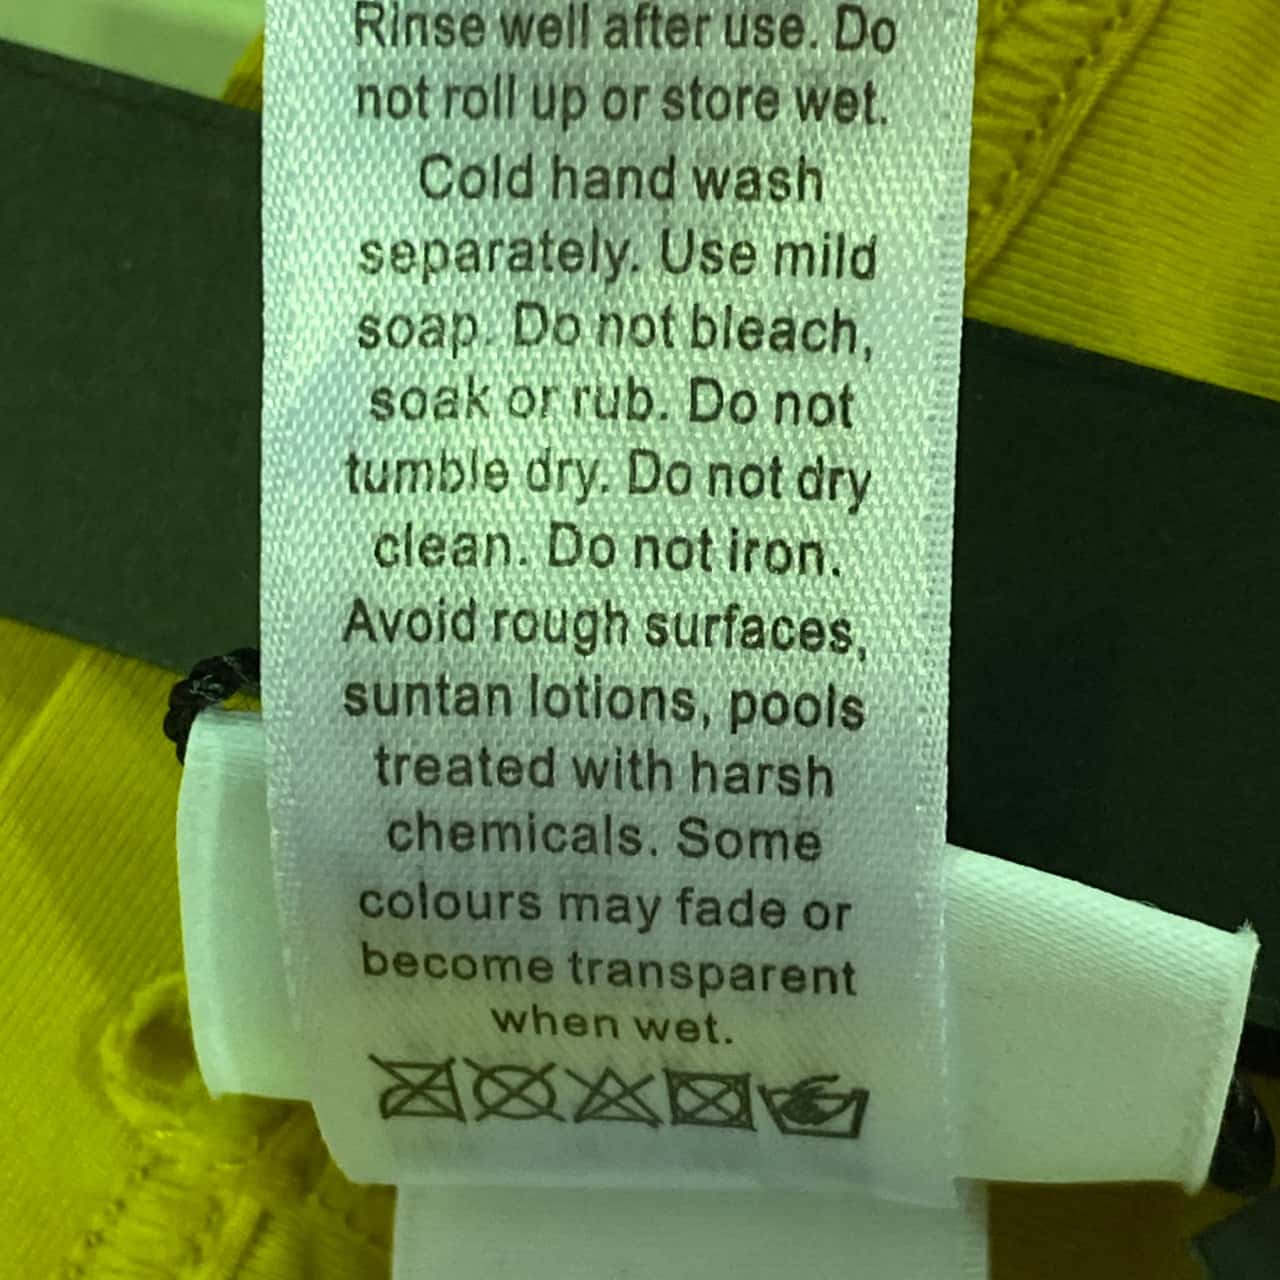 Rinse well after use. Do
not roll up or store wet.
Cold hand wash
separately. Use mild
soap. Do not bleach,
soak or rub. Do not
tumble dry. Do not dry
clean. Do not iron.
Avoid rough surfaces,
suntan lotions, pools
treated with harsh
chemicals. Some
colours may fade or
become transparent
when wet.